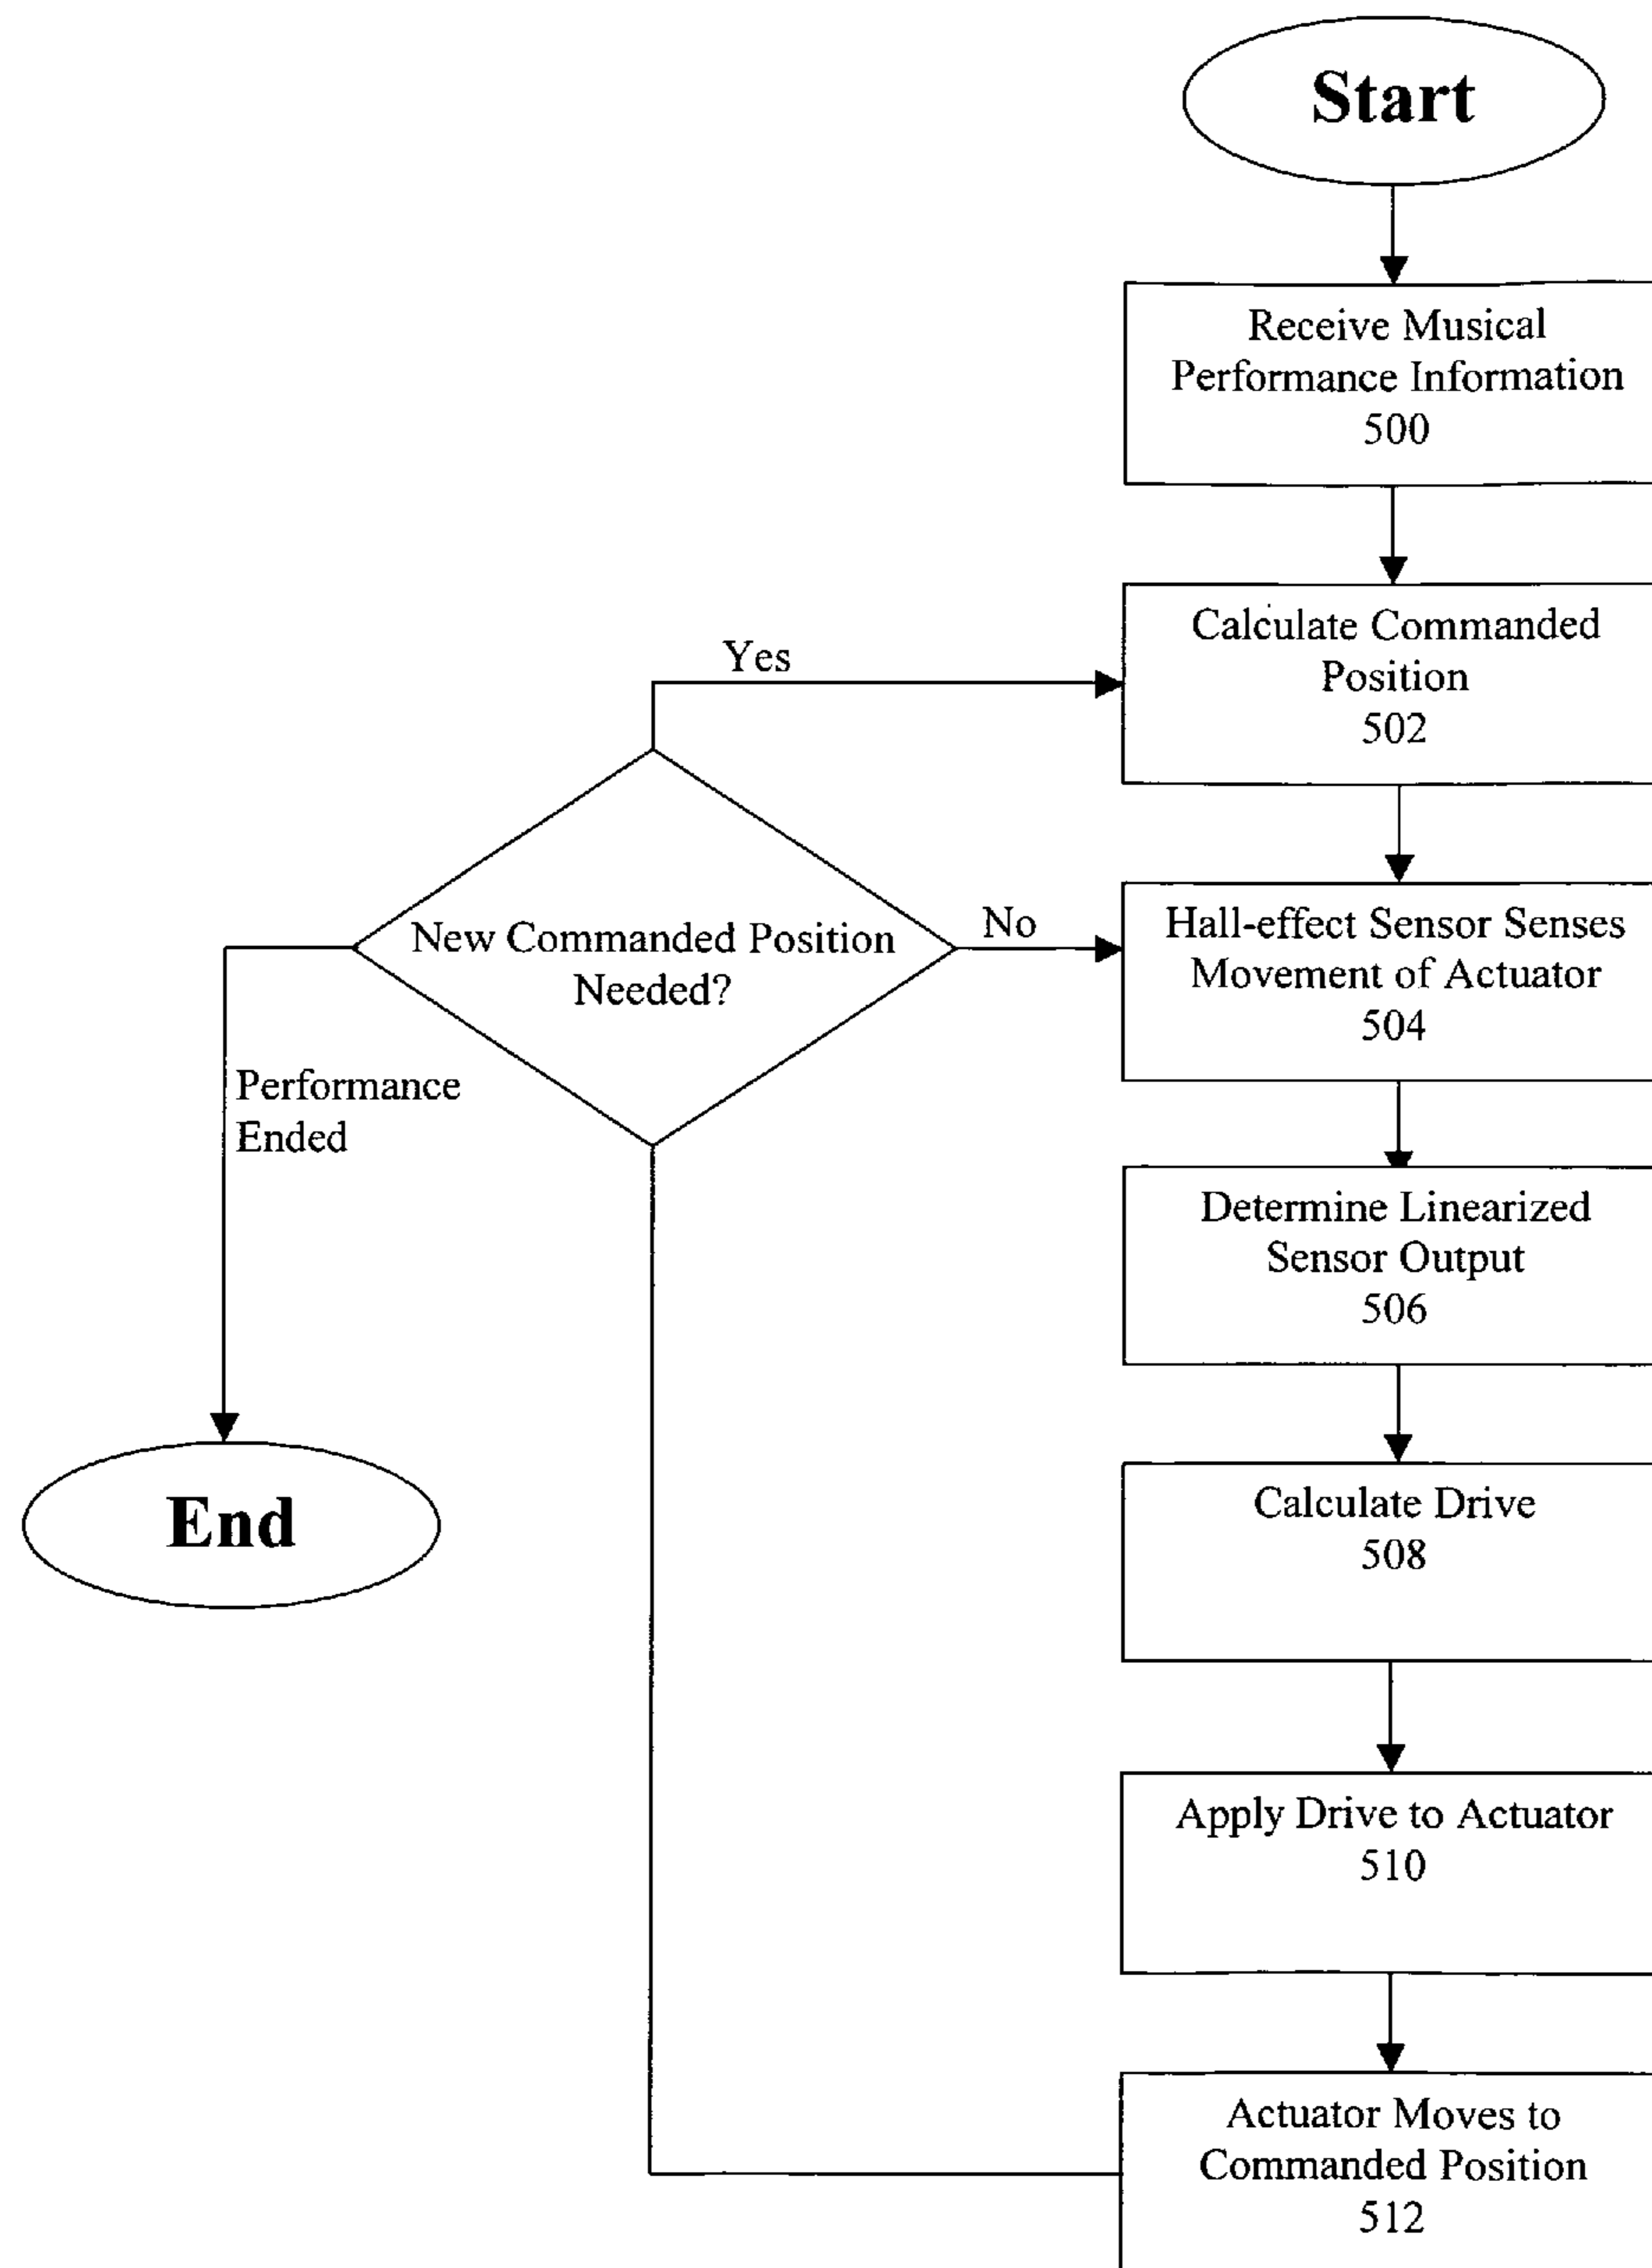 Start
Receive Musical
Performance Information
500
Calculate Commanded
Position
502
Yes
New Commanded Position
Needed?
No
Hall-effect Sensor Senses
Movement of Actuator
504
Performance
Ended
Determine Linearized
Sensor Output
506
End
Calculate Drive
508
Apply Drive to Actuator
510
Actuator Moves to
Commanded Position
512